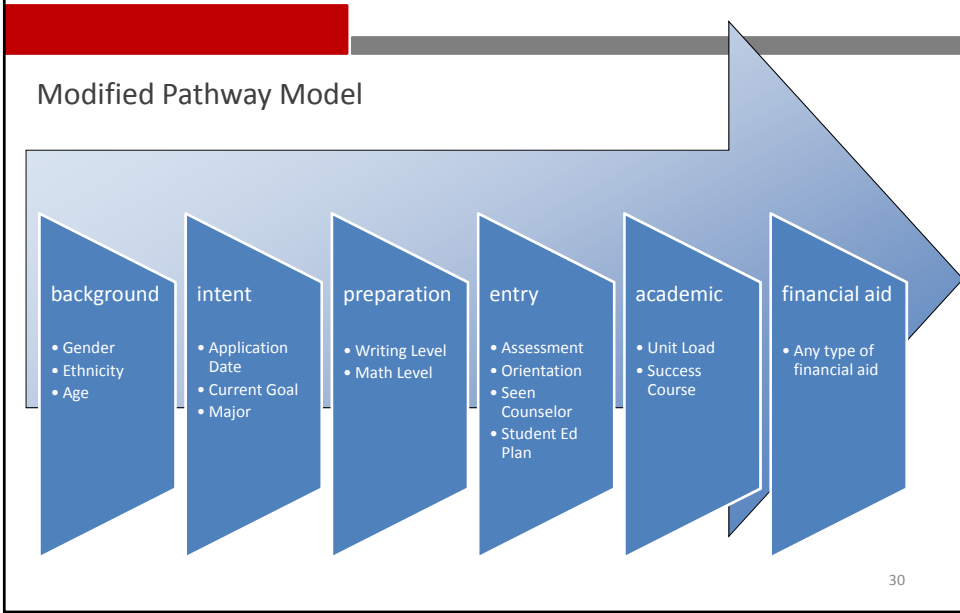 Modified Pathway Model
background
• Gender
• Ethnicity
• Age
intent
• Application
Date
• Current Goal
• Major
preparation
• Writing Level
• Math Level
entry
• Assessment
• Orientation
• Seen
Counselor
• Student Ed
Plan
academic
• Unit Load
• Success
Course
financial aid
• Any type of
financial aid
30